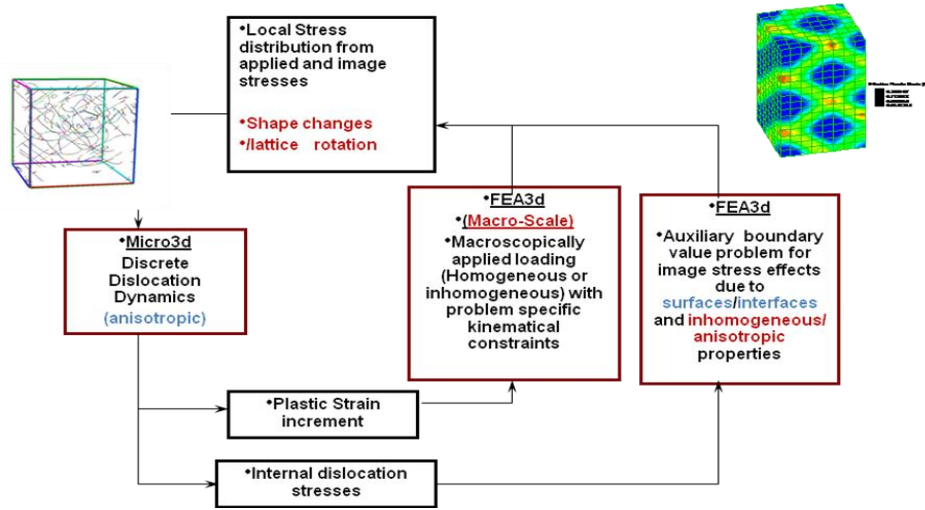 •Local Stress
distribution from
applied and image
stresses
•Shape changes
•/lattice rotation
•Micro3d
Discrete
Dislocation
Dynamics
(anisotropic)
•FEA3d
•(Macro-Scale)
•Macroscopically
applied loading
(Homogeneous or
inhomogeneous) with
problem specific
kinematical
constraints
•FEA3d
•Auxiliary boundary
value problem for
image stress effects
due to
surfaces/interfaces
and inhomogeneous/
anisotropic
properties
•Plastic Strain
increment
•Internal dislocation
stresses